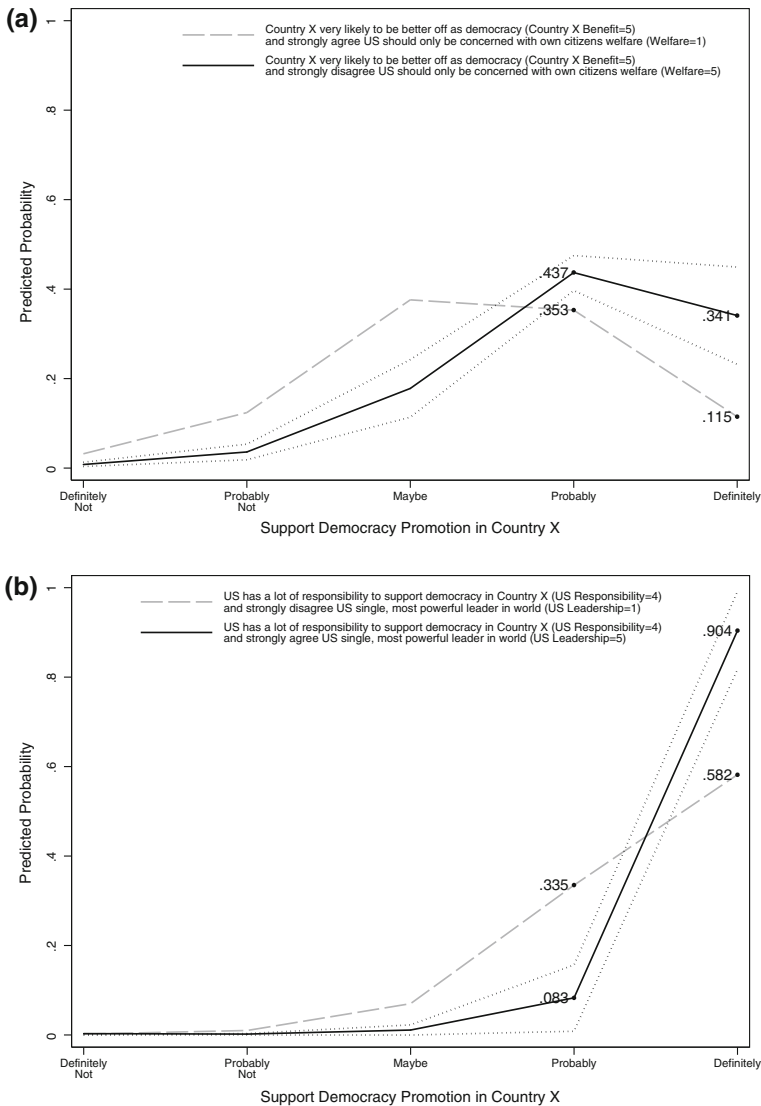 (a)
Country X very likely to be better off as democracy (Country X Benefit=5)
and strongly agree US should only be concerned with own citizens welfare (Welfare=1)
Country X very likely to be better off as democracy (Country X Benefit=5)
and strongly disagree US should only be concerned with own citizens welfare (Welfare=5)
Predicted Probability
1
.8
.6
.4
.2
0
.437
.353
.341
.115
Definitely
Not
Probably
Not
Maybe
Probably
Definitely
Support Democracy Promotion in Country X
(b)
US has a lot of responsibility to support democracy in Country X (US Responsibility=4)
and strongly disagree US single, most powerful leader in world (US Leadership=1)
US has a lot of responsibility to support democracy in Country X (US Responsibility=4)
and strongly agree US single, most powerful leader in world (US Leadership=5)
Predicted Probability
1
.8
.6
.4
.2
0
.904
.582
.335
.083
Definitely
Not
Probably
Not
Maybe
Probably
Definitely
Support Democracy Promotion in Country X